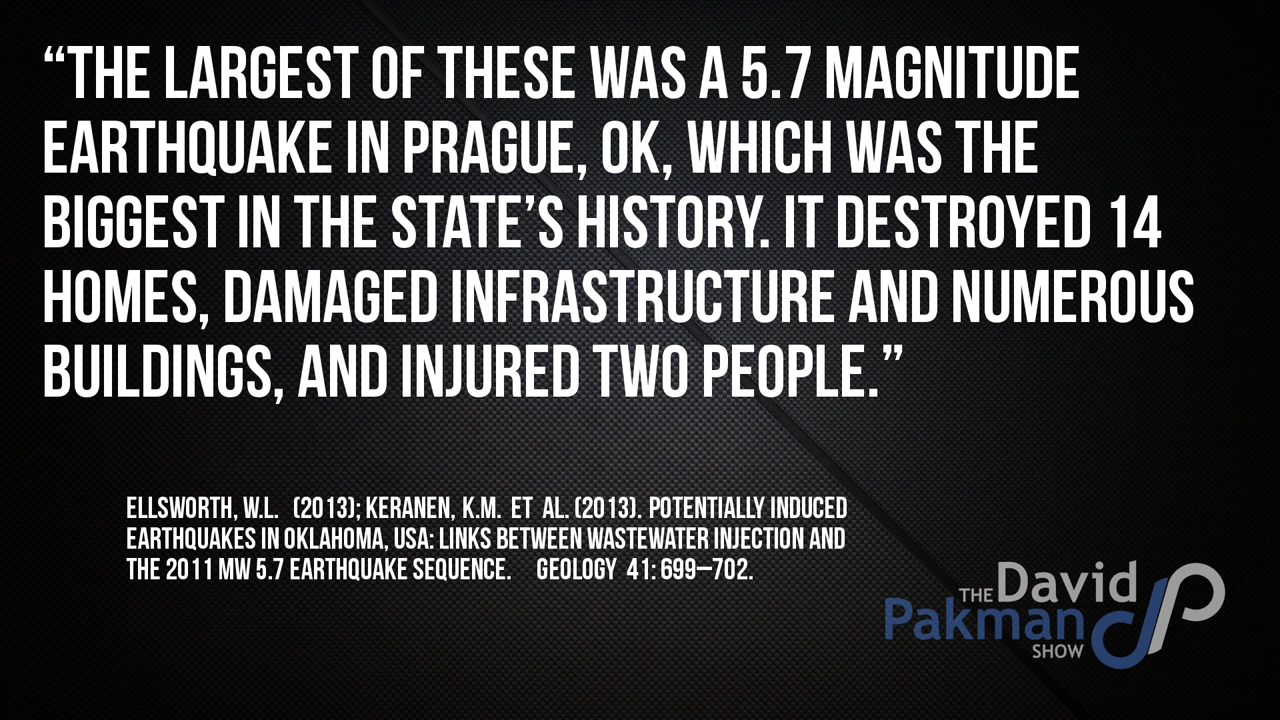 “THE LARGEST OF THESE WAS A 5.7 MAGNITUDE
EARTHQUAKE IN PRAGUE, OK, WHICH WAS THE
BIGGEST IN THE STATE’S HISTORY. IT DESTROYED 14
HOMES, DAMAGED INFRASTRUCTURE AND NUMEROUS
BUILDINGS, AND INJURED TWO PEOPLE.”
ELLSWORTH, W.L. (2013); KERANEN, K.M. ET AL. (2013). POTENTIALLY INDUCED
EARTHQUAKES IN OKLAHOMA, USA: LINKS BETWEEN WASTEWATER INJECTION AND
THE 2011 MW 5.7 EARTHQUAKE SEQUENCE. GEOLOGY 41: 699–702.
THE David
Pakman
SHOW